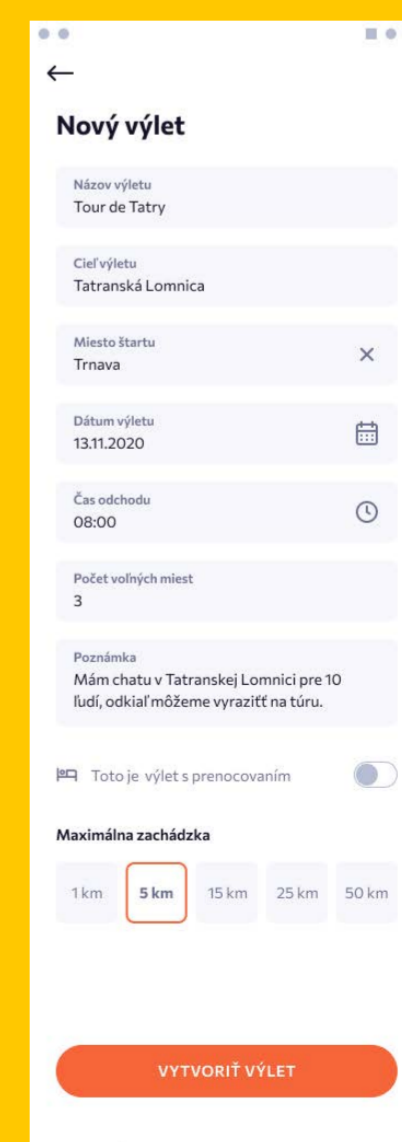 Nový výlet
Názov výletu
Tour de Tatry
Cieľ výletu
Tatranská Lomnica
Miesto štartu
Trnava
Dátum výletu
13.11.2020
Čas odchodu
08:00
Počet voľných miest
3
Poznámka
Mám chatu v Tatranskej Lomnici pre 10
ľudí, odkiaľ môžeme vyraziťť na túru.
Toto je výlet s prenocovaním
Maximálna zachádzka
1 km 5 km 15 km 25 km 50 km
VYTVORIŤ VÝLET